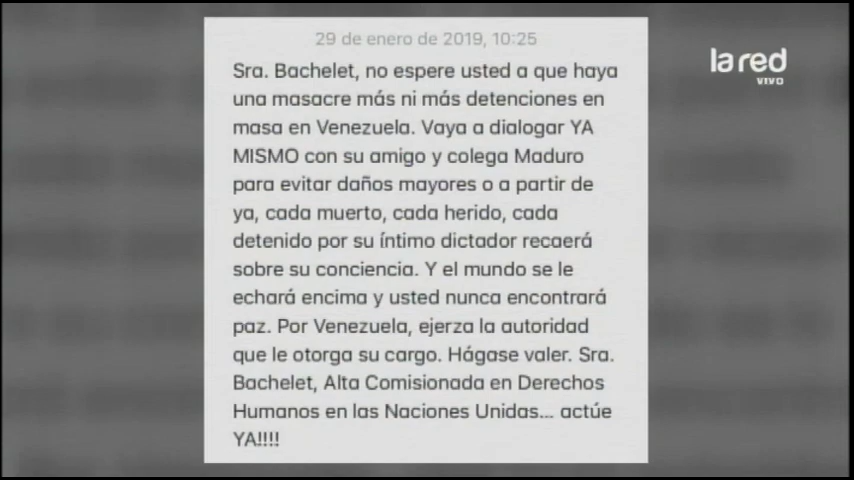 29 de enero de 2019, 10:25
la red
VIVO
Sra. Bachelet, no espere usted a que haya
una masacre más ni más detenciones en
masa en Venezuela. Vaya a dialogar YA
MISMO con su amigo y colega Maduro
para evitar daños mayores o a partir de
ya, cada muerto, cada herido, cada
detenido por su íntimo dictador recaerá
sobre su conciencia. Y el mundo se le
echará encima y usted nunca encontrará
paz. Por Venezuela, ejerza la autoridad
que le otorga su cargo. Hágase valer. Sra.
Bachelet, Alta Comisionada en Derechos
Humanos en las Naciones Unidas... actúe
YA!!!!